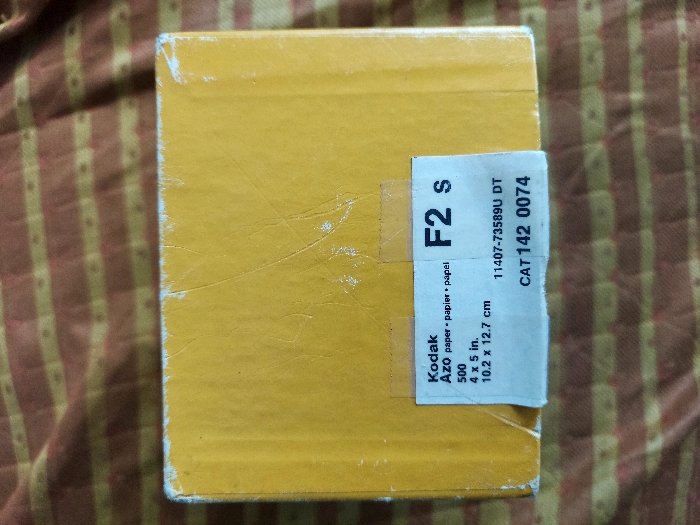 Kodak
Azo paper • papier • papel
F2 S
500
4 x 5 in.
10.2 x 12.7 cm
11407-73589U DT
CAT 142 0074